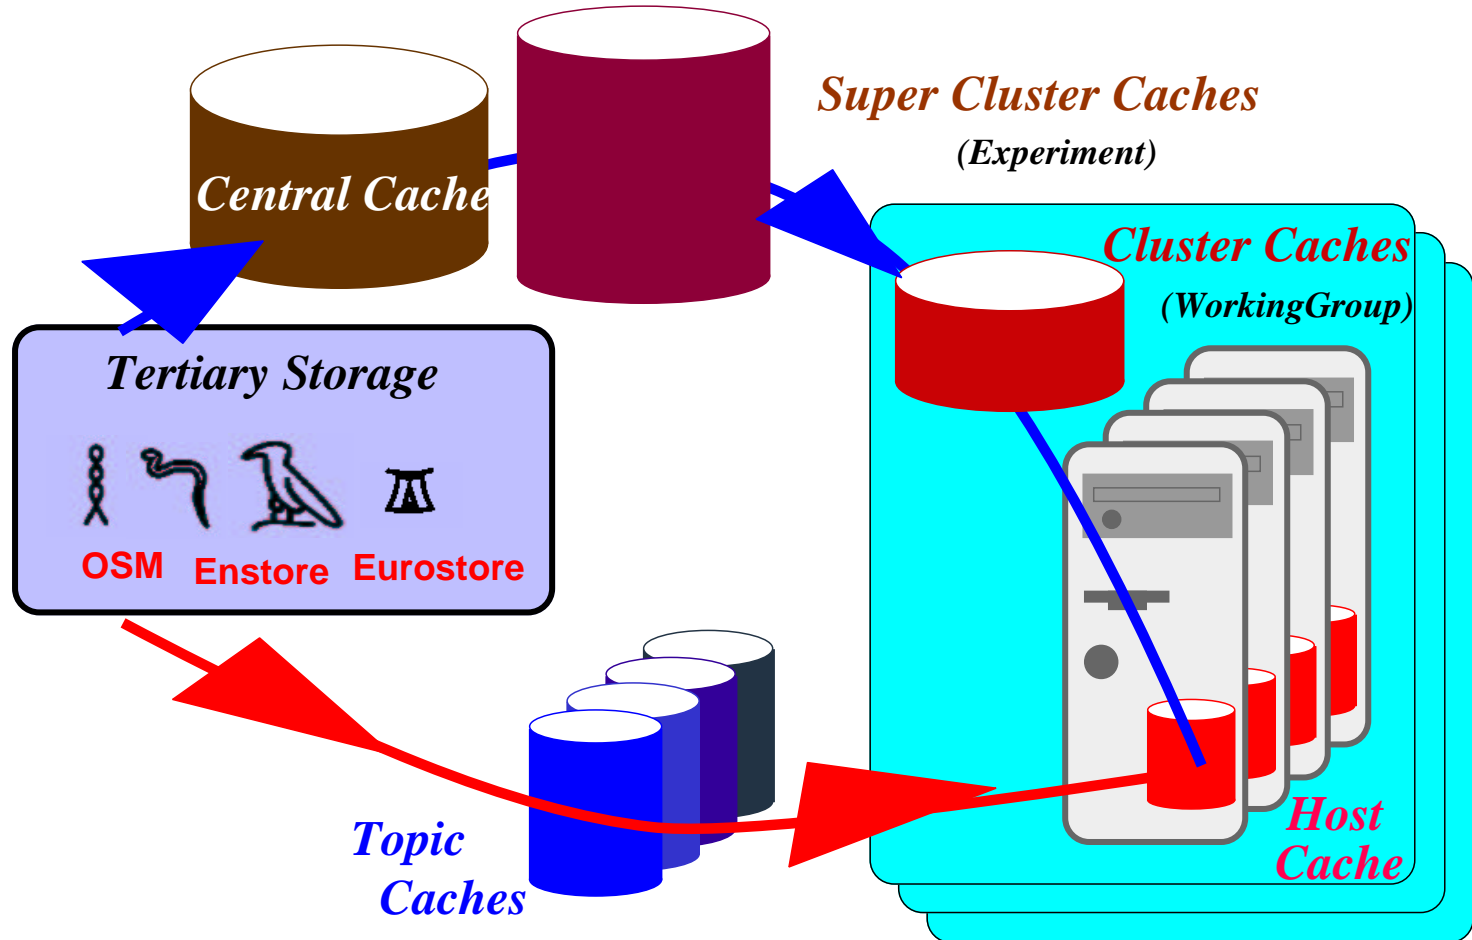 Super Cluster Caches
(Experiment)
Central Cache
Cluster Caches
(WorkingGroup)
Tertiary Storage
OSM Enstore Eurostore
Topic
Caches
Host
Cache